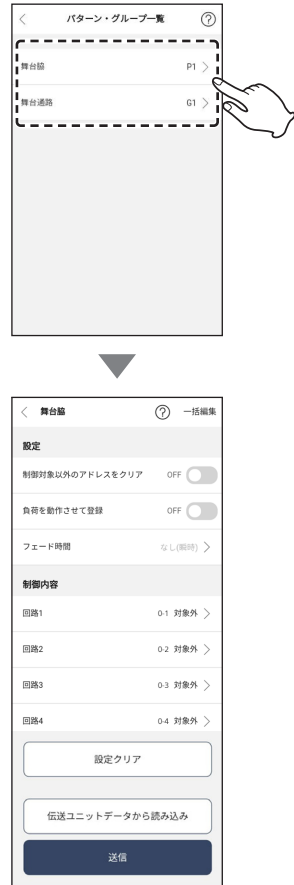 パターン・グループ一覧 ?
舞台脇 P1
舞台通路 G1
舞台脇 ? 一括編集
設定
制御対象以外のアドレスをクリア OFF
負荷を動作させて登録 OFF
フェード時間 なし(瞬時)
制御内容
回路1 0-1 対象外
回路2 0-2 対象外
回路3 0-3 対象外
回路4 0-4 対象外
設定クリア
伝送ユニットデータから読み込み
送信